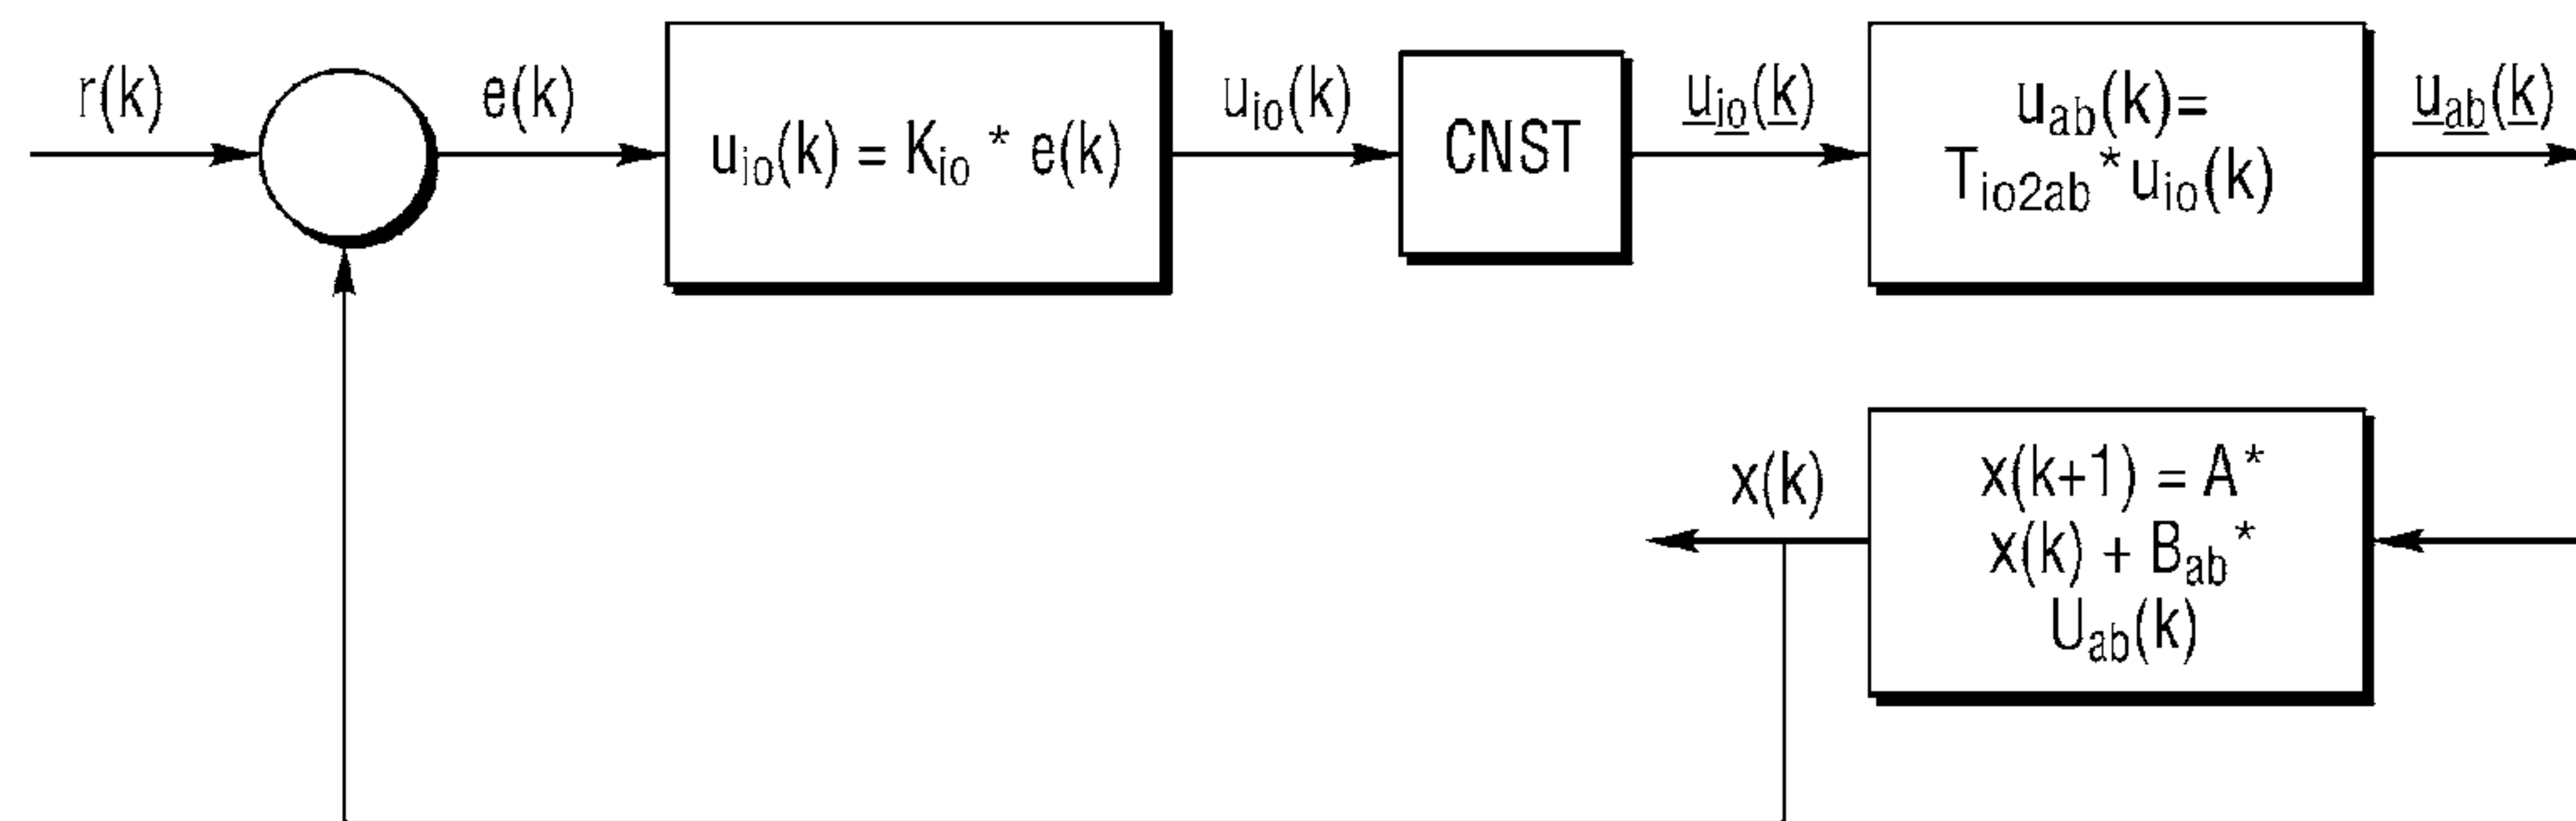 r(k)
e(k)
u_io(k) = K_io * e(k)
u_io(k)
CNST
u_io(k)
u_ab(k)=
T_io2ab*u_io(k)
u_ab(k)
x(k)
x(k+1) = A*
x(k) + B_ab*
U_ab(k)